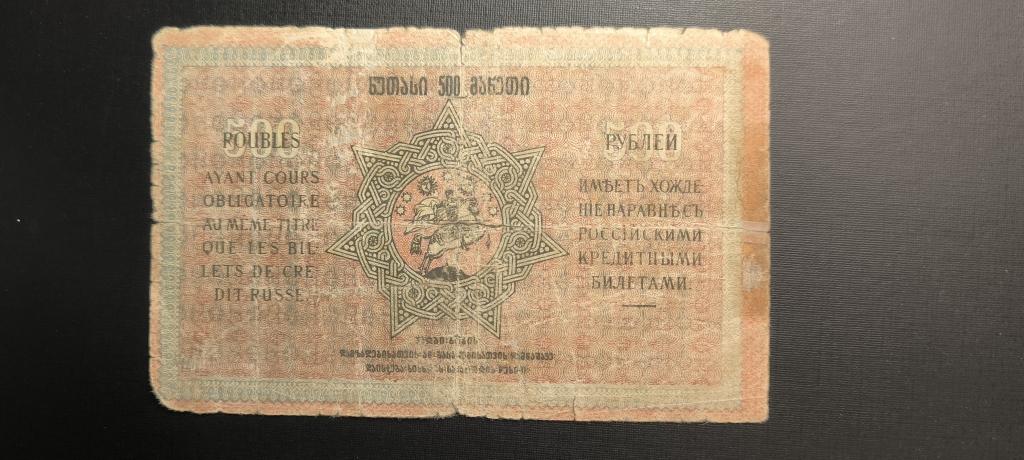 ხუთასი 500 მანეთი
500
ROUBLES
AYANT COURS
OBLIGATOIRE
AU MEME TITRE
QUE LES BIL
LETS DE CRE
DIT RUSSE.
500
РУБЛЕЙ
ИМѢЕТЪ ХОЖДЕ
НІЕ НАРАВНѢ СЪ
РОССІЙСКИМИ
КРЕДИТНЫМИ
БИЛЕТАМИ.